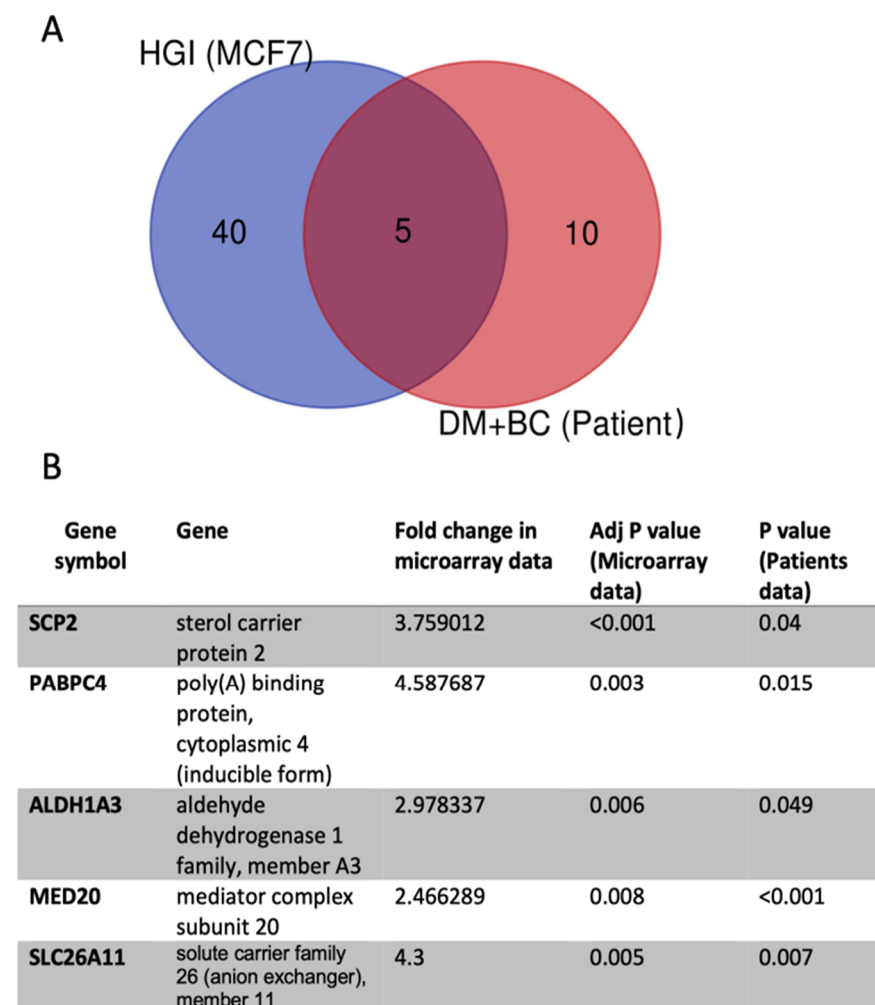 A
HGI (MCF7)
40
5
10
DM+BC (Patient)
B
Gene symbol
Gene
Fold change in microarray data
Adj P value (Microarray data)
P value (Patients data)
SCP2
sterol carrier
protein 2
3.759012
<0.001
0.04
PABPC4
poly(A) binding
protein,
cytoplasmic 4
(inducible form)
4.587687
0.003
0.015
ALDH1A3
aldehyde
dehydrogenase 1
family, member A3
2.978337
0.006
0.049
MED20
mediator complex
subunit 20
2.466289
0.008
<0.001
SLC26A11
solute carrier family
26 (anion exchanger),
member 11
4.3
0.005
0.007